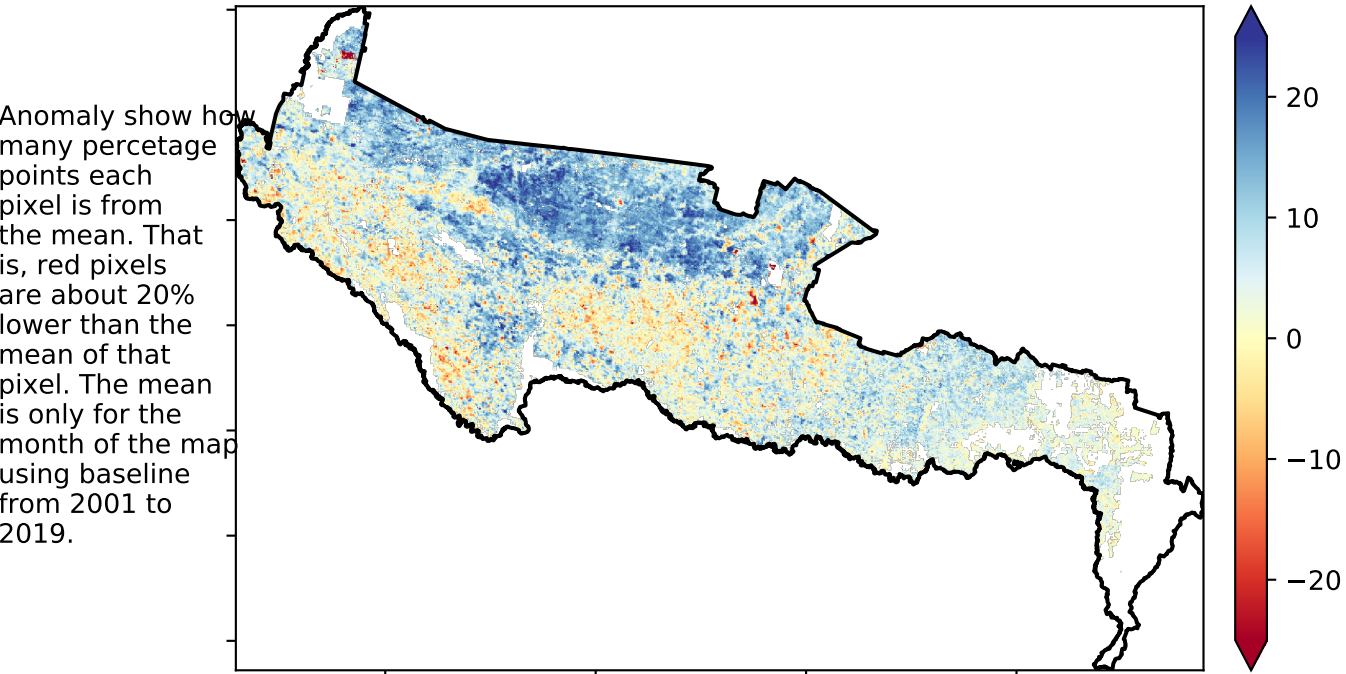 Anomaly show how
many percetage
points each
pixel is from
the mean. That
is, red pixels
are about 20%
lower than the
mean of that
pixel. The mean
is only for the
month of the map
using baseline
from 2001 to
2019.
20
10
0
−10
−20